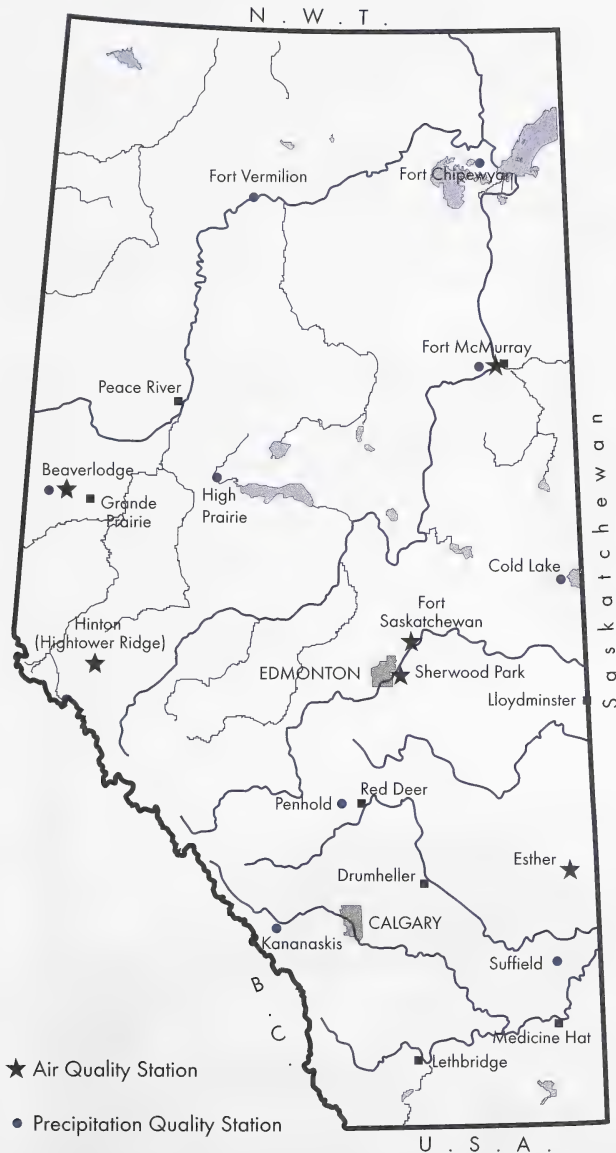 N.W.T.
Fort Vermilion
Fort Chipewyan
Fort McMurray
Peace River
Beaverlodge
Grande
Prairie
High
Prairie
Cold Lake
Saskatchewan
Hinton
(Hightower Ridge)
Fort
Saskatchewan
EDMONTON
Sherwood Park
Lloydminster
Penhold
Red Deer
Esther
Drumheller
CALGARY
Kananaskis
Suffield
B.C.
Medicine Hat
Lethbridge
Air Quality Station
Precipitation Quality Station
U.S.A.